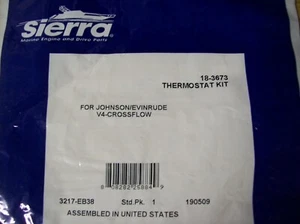 Sierra
Marine Engine and Drive Parts
18-3673
THERMOSTAT KIT
FOR JOHNSON/EVINRUDE
V4-CROSSFLOW
3217-EB38 Std.Pk. 1 190509
ASSEMBLED IN UNITED STATES